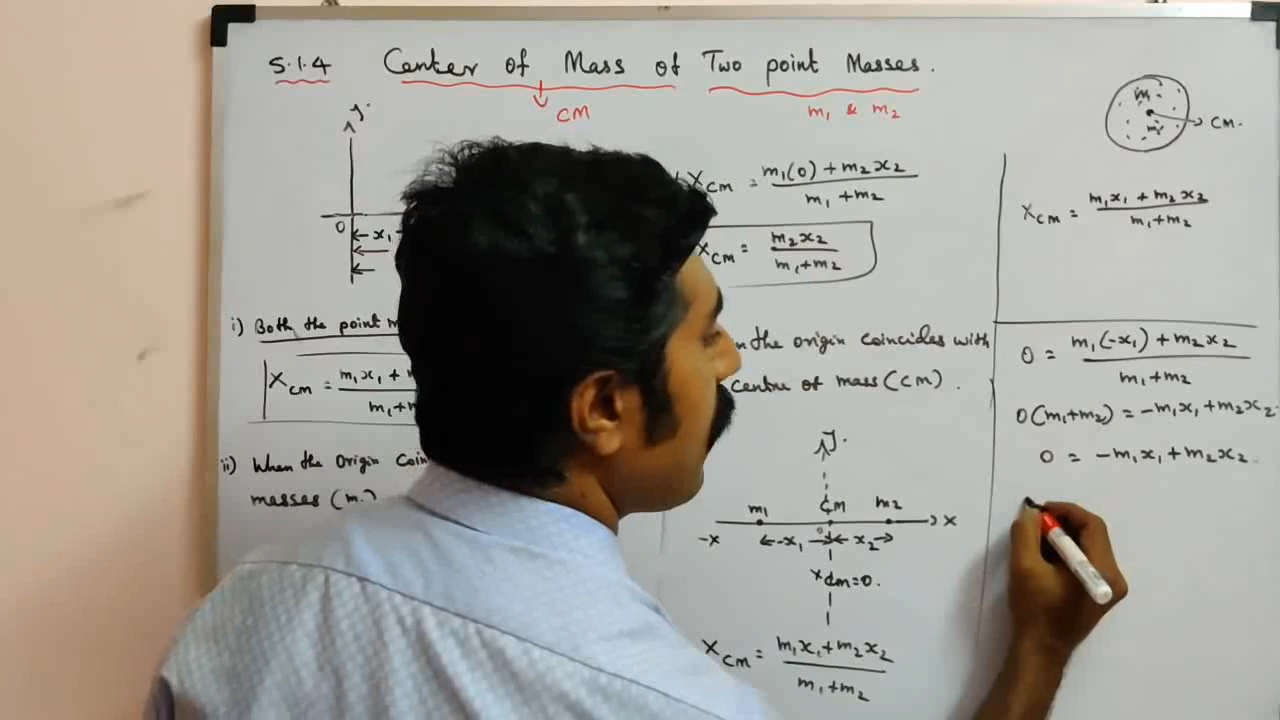 5.1.4 Center of Mass of Two point Masses.
CM
m₁ & m₂
y
0
x₁
i) Both the point
X_CM = m₁x₁ +
ii) When the Origin
masses (m.)
X_CM = m₁(0) + m₂x₂ / m₁ + m₂
X_CM = m₂x₂ / m₁+m₂
the origin coincides with
centre of mass (CM).
y
m₁ CM m₂
-x x
-x₁ x₂
X_CM = 0.
X_CM = m₁x₁ + m₂x₂ / m₁+m₂
m₁
m₂
CM.
X_CM = m₁x₁ + m₂x₂ / m₁+m₂
0 = m₁(-x₁) + m₂x₂ / m₁+m₂
0(m₁+m₂) = -m₁x₁ + m₂x₂
0 = -m₁x₁ + m₂x₂